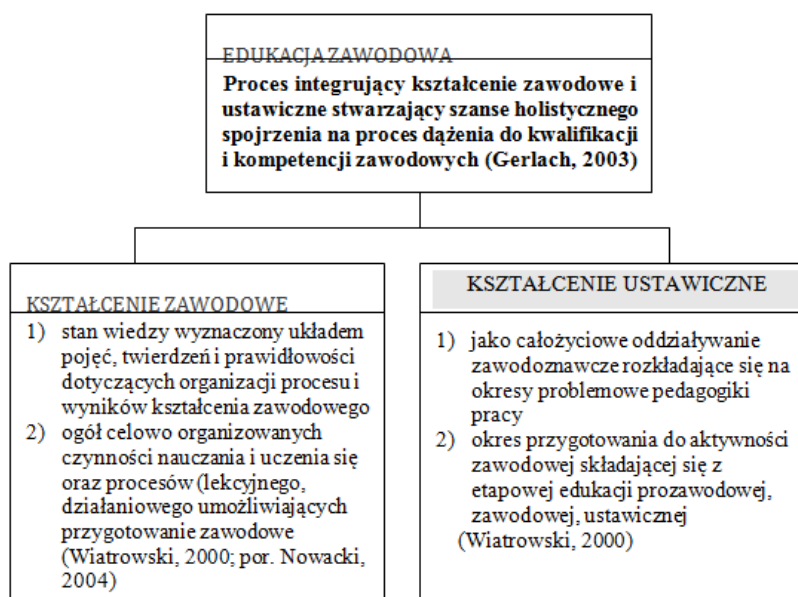 EDUKACJA ZAWODOWA
Proces integrujący kształcenie zawodowe i
ustawiczne stwarzający szanse holistycznego
spojrzenia na proces dążenia do kwalifikacji
i kompetencji zawodowych (Gerlach, 2003)
KSZTAŁCENIE ZAWODOWE
1) stan wiedzy wyznaczony układem
pojęć, twierdzeń i prawidłowości
dotyczących organizacji procesu i
wyników kształcenia zawodowego
2) ogół celowo organizowanych
czynności nauczania i uczenia się
oraz procesów (lekcyjnego,
działaniowego umożliwiających
przygotowanie zawodowe
(Wiatrowski, 2000; por. Nowacki,
2004)
KSZTAŁCENIE USTAWICZNE
1) jako całożyciowe oddziaływanie
zawodoznawcze rozkładające się na
okresy problemowe pedagogiki
pracy
2) okres przygotowania do aktywności
zawodowej składającej się z
etapowej edukacji prozawodowej,
zawodowej, ustawicznej
(Wiatrowski, 2000)